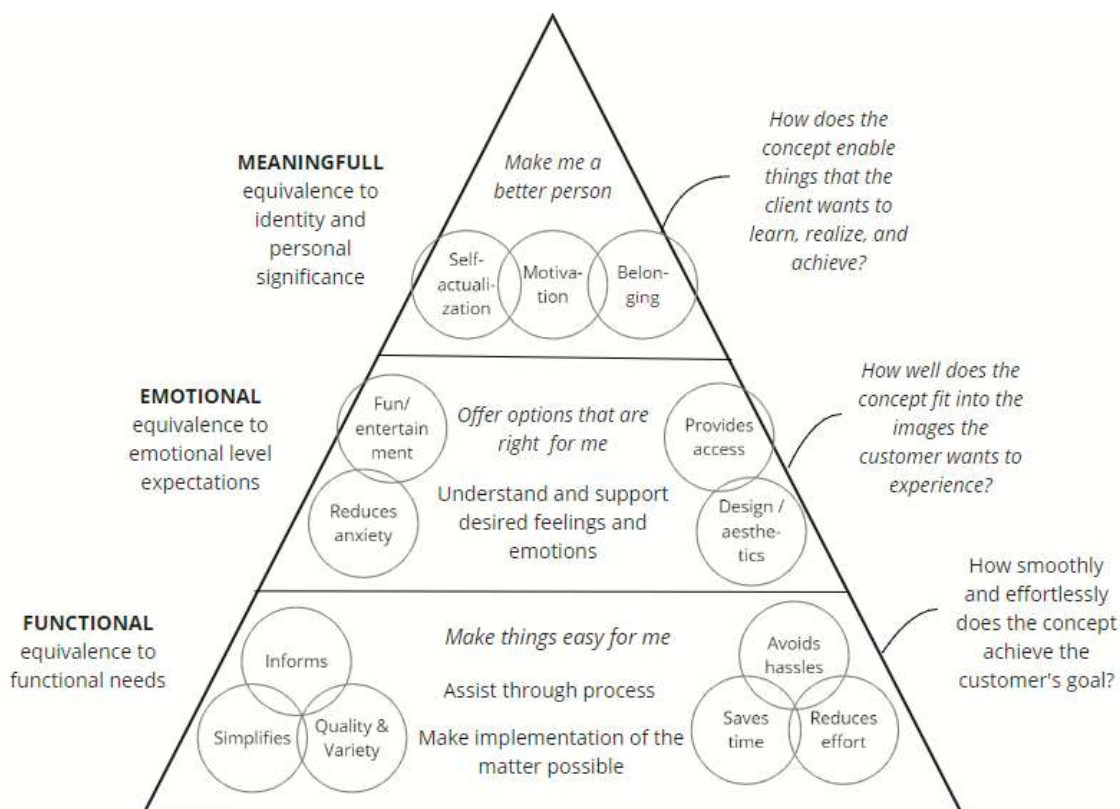 MEANINGFULL
equivalence to
identity and
personal
significance
Make me a
better person
Self-
actuali-
zation
Motiva-
tion
Belon-
ging
How does the
concept enable
things that the
client wants to
learn, realize, and
achieve?
EMOTIONAL
equivalence to
emotional level
expectations
Fun/
entertain
ment
Reduces
anxiety
Offer options that are
right for me
Understand and support
desired feelings and
emotions
Provides
access
Design /
aesthe-
tics
How well does the
concept fit into the
images the
customer wants to
experience?
FUNCTIONAL
equivalence to
functional needs
Informs
Simplifies
Quality &
Variety
Make things easy for me
Assist through process
Make implementation of the
matter possible
Avoids
hassles
Saves
time
Reduces
effort
How smoothly
and effortlessly
does the concept
achieve the
customer's goal?